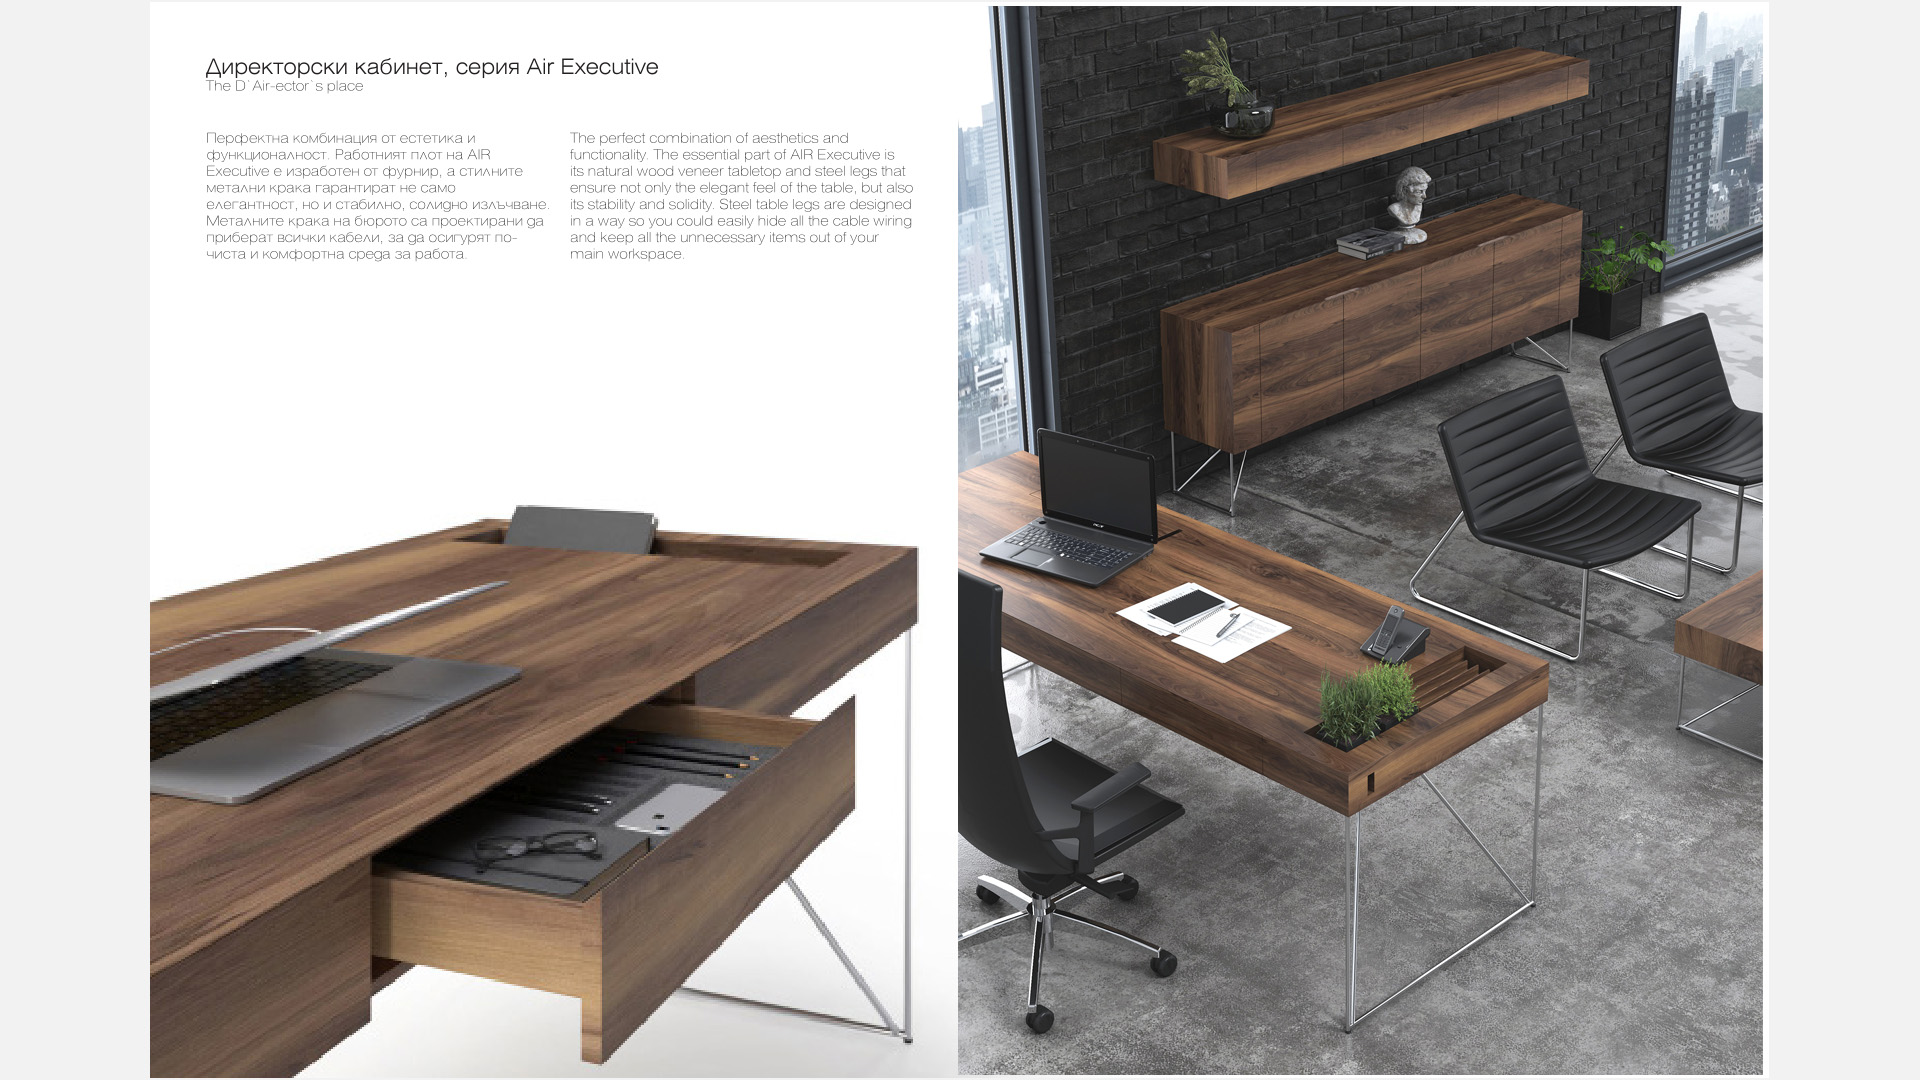 Директорски кабинет, серия Air Executive
The D`Air-ector`s place
Перфектна комбинация от естетика и
функционалност. Работният плот на AIR
Executive е изработен от фурнир, а стилните
метални крака гарантират не само
елегантност, но и стабилно, солидно излъчване.
Металните крака на бюрото са проектирани да
приберат всички кабели, за да осигурят по-
чиста и комфортна среда за работа.
The perfect combination of aesthetics and
functionality. The essential part of AIR Executive is
its natural wood veneer tabletop and steel legs that
ensure not only the elegant feel of the table, but also
its stability and solidity. Steel table legs are designed
in a way so you could easily hide all the cable wiring
and keep all the unnecessary items out of your
main workspace.